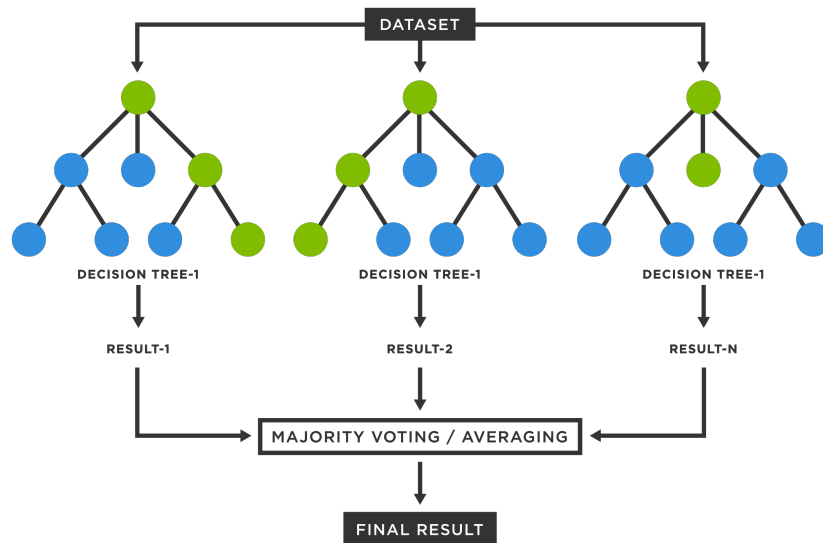 DATASET
DECISION TREE-1
DECISION TREE-1
DECISION TREE-1
RESULT-1
RESULT-2
RESULT-N
MAJORITY VOTING / AVERAGING
FINAL RESULT